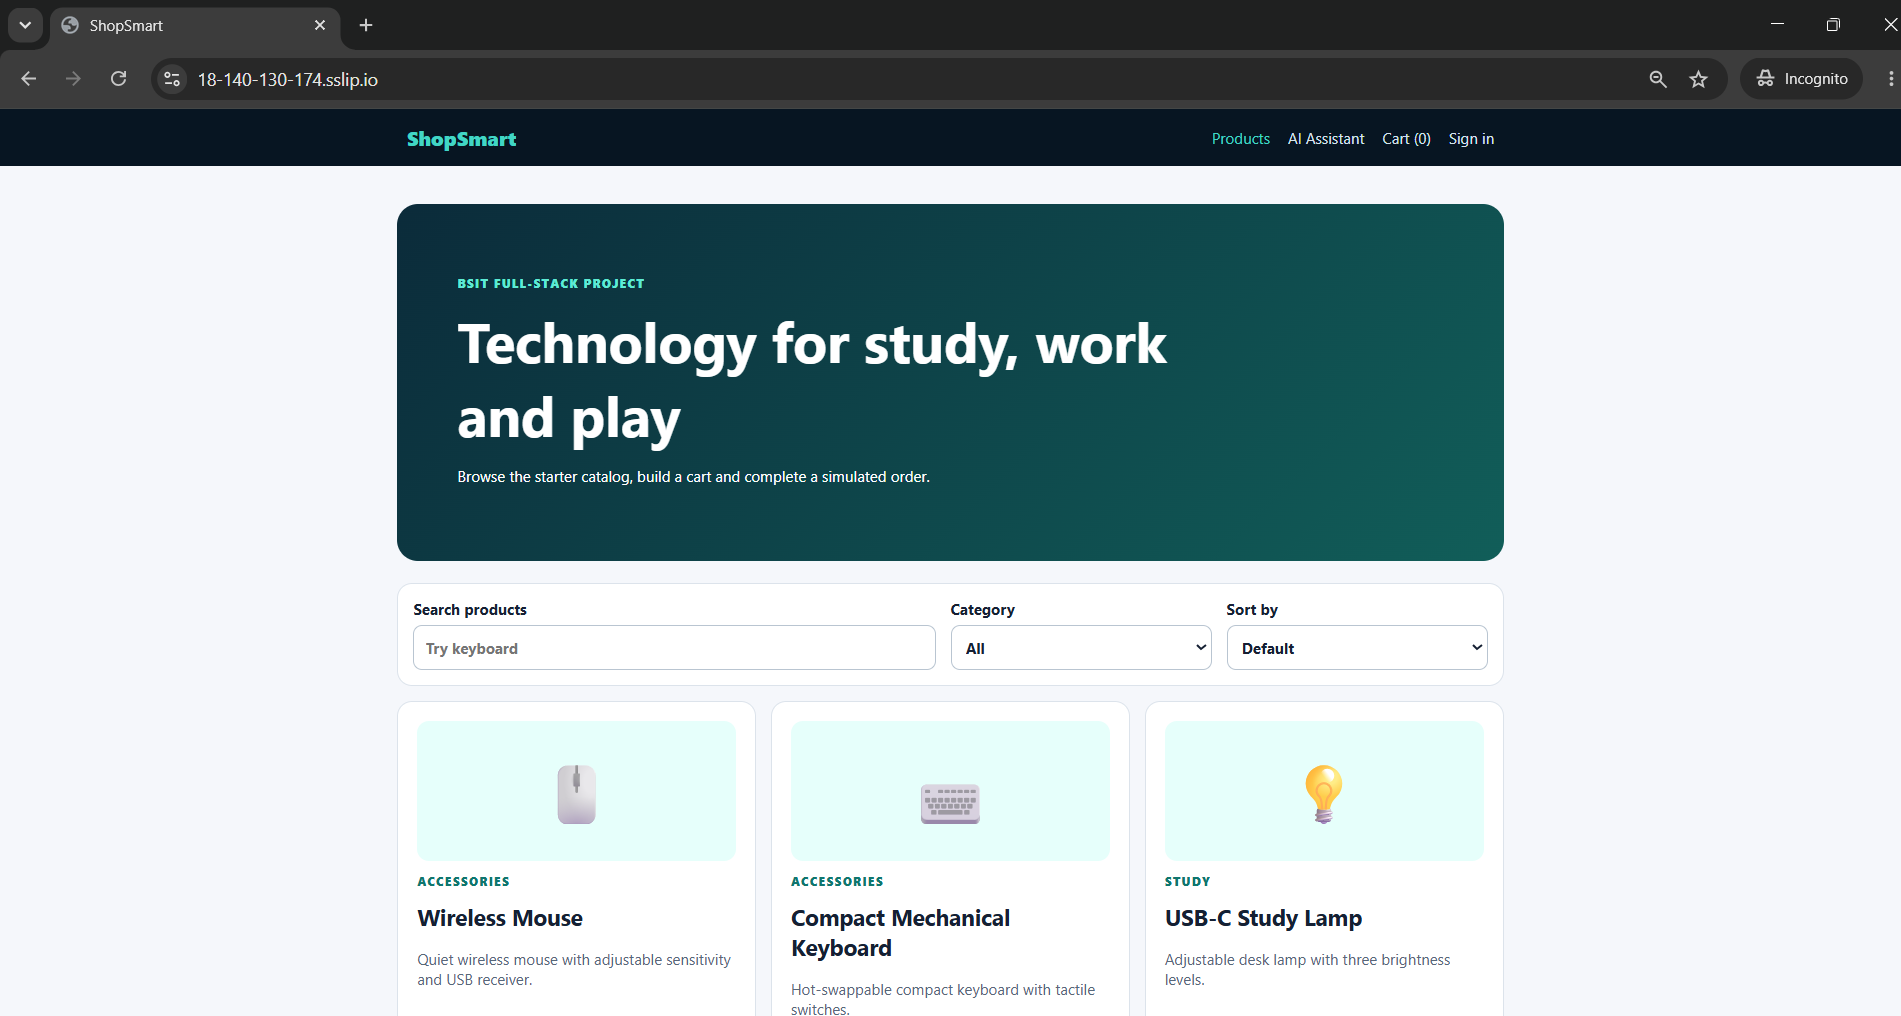 ShopSmart
18-140-130-174.sslip.io
Incognito
ShopSmart
Products AI Assistant Cart (0) Sign in
BSIT FULL-STACK PROJECT
Technology for study, work
and play
Browse the starter catalog, build a cart and complete a simulated order.
Search products
Try keyboard
Category
All
Sort by
Default
ACCESSORIES
Wireless Mouse
Quiet wireless mouse with adjustable sensitivity
and USB receiver.
ACCESSORIES
Compact Mechanical
Keyboard
Hot-swappable compact keyboard with tactile
switches.
STUDY
USB-C Study Lamp
Adjustable desk lamp with three brightness
levels.